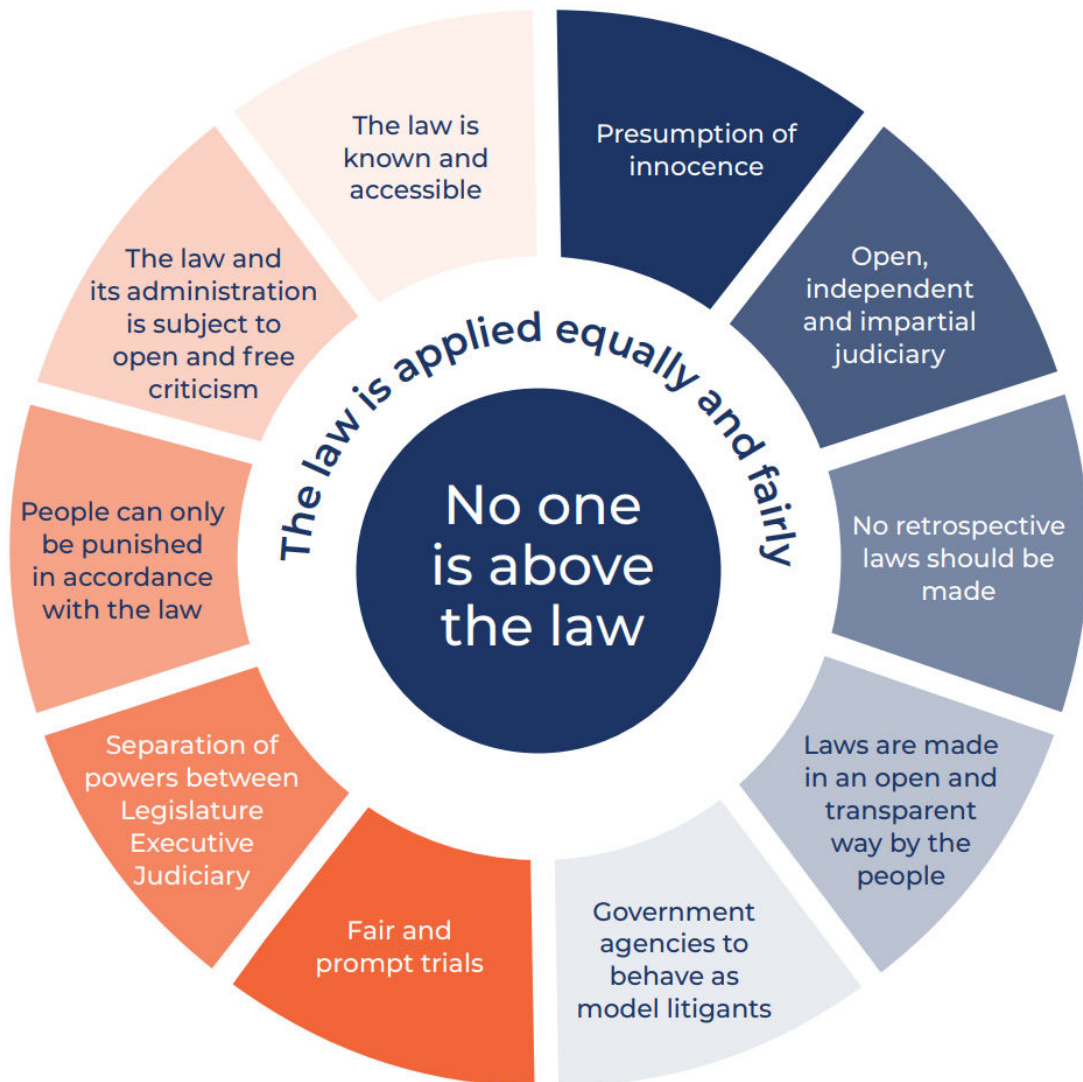 The law is
known and
accessible
Presumption of
innocence
Open,
independent
and impartial
judiciary
No retrospective
laws should be
made
Laws are made
in an open and
transparent
way by the
people
Government
agencies to
behave as
model litigants
Fair and
prompt trials
Separation of
powers between
Legislature
Executive
Judiciary
People can only
be punished
in accordance
with the law
The law and
its administration
is subject to
open and free
criticism
The law is applied equally and fairly
No one
is above
the law